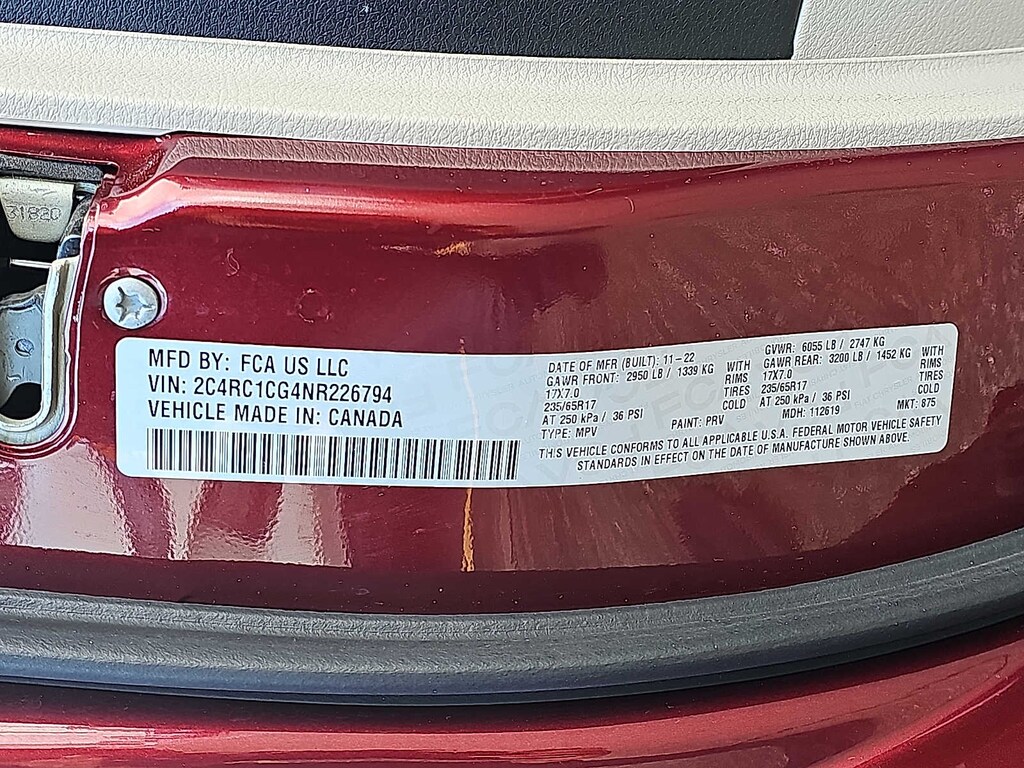 31820
MFD BY: FCA US LLC
VIN: 2C4RC1CG4NR226794
VEHICLE MADE IN: CANADA
DATE OF MFR (BUILT): 11-22
GAWR FRONT: 2950 LB / 1339 KG WITH
17X7.0 RIMS
235/65R17 TIRES
AT 250 kPa / 36 PSI COLD
TYPE: MPV PAINT: PRV
GVWR: 6055 LB / 2747 KG
GAWR REAR: 3200 LB / 1452 KG WITH
17X7.0 RIMS
235/65R17 TIRES
AT 250 kPa / 36 PSI COLD
MDH: 112619 MKT: 875
THIS VEHICLE CONFORMS TO ALL APPLICABLE U.S.A. FEDERAL MOTOR VEHICLE SAFETY
STANDARDS IN EFFECT ON THE DATE OF MANUFACTURE SHOWN ABOVE.